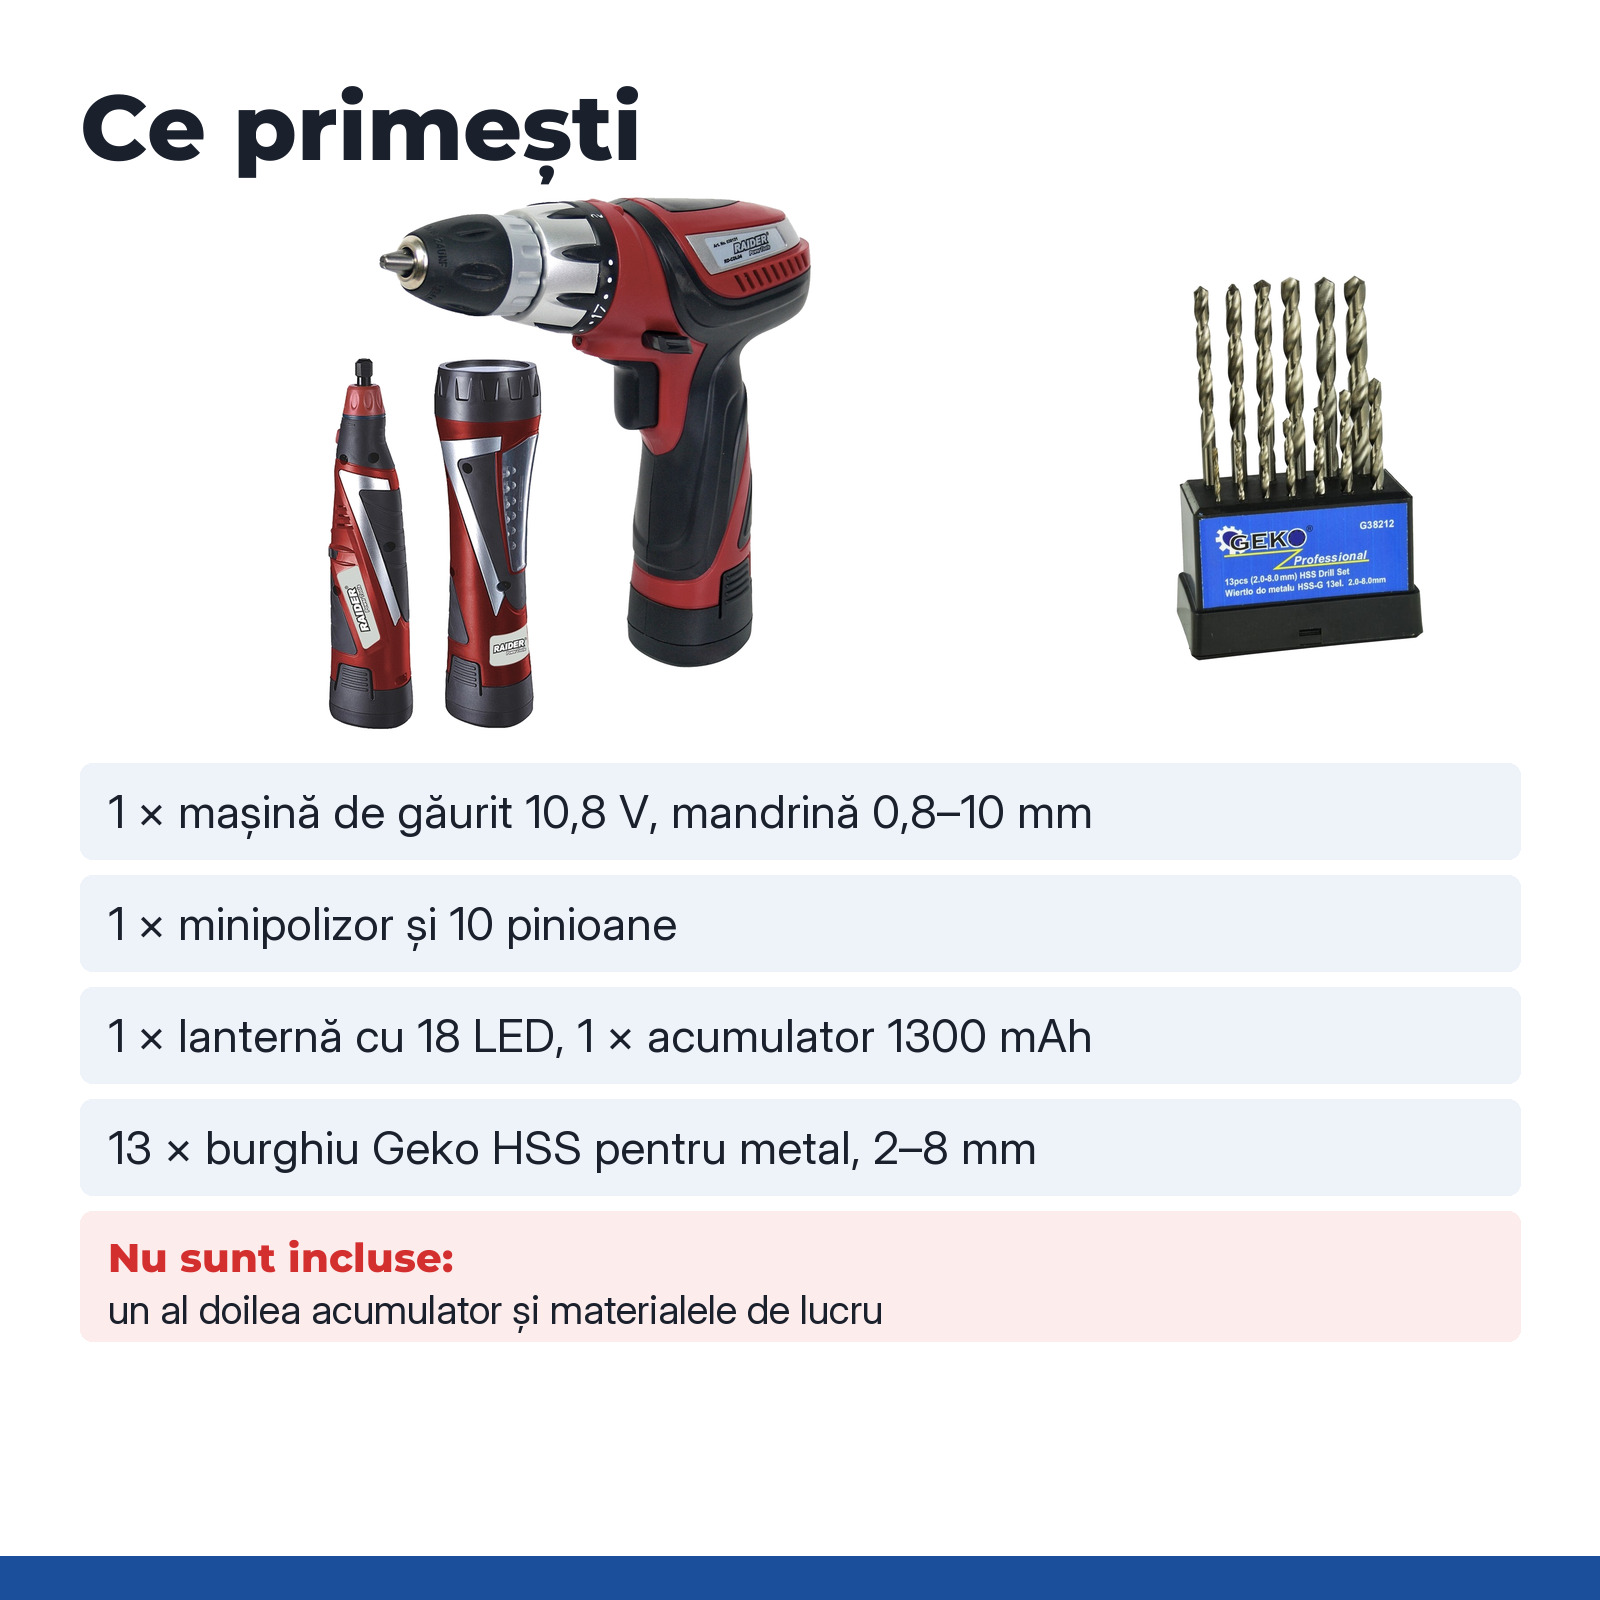 Ce primești
RAIDER
17
RAIDER
RAIDER
GEKO
G38212
Professional
13pcs (2.0-8.0mm) HSS Drill Set
Wiertło do metalu HSS-G 13el. 2.0-8.0mm
1 × mașină de găurit 10,8 V, mandrină 0,8–10 mm
1 × minipolizor și 10 pinioane
1 × lanternă cu 18 LED, 1 × acumulator 1300 mAh
13 × burghiu Geko HSS pentru metal, 2–8 mm
Nu sunt incluse:
un al doilea acumulator și materialele de lucru